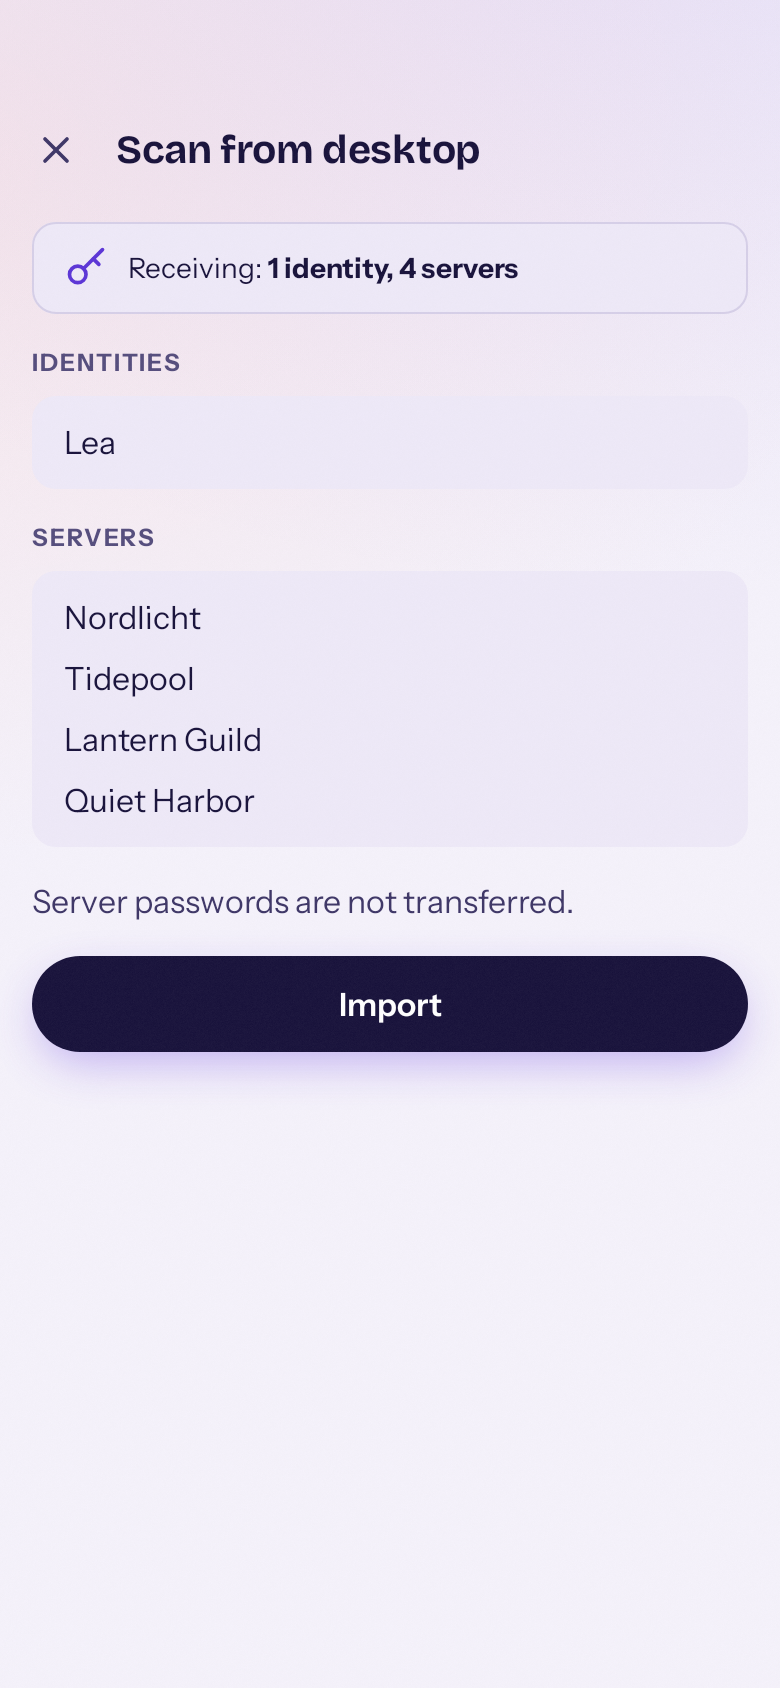 Scan from desktop
Receiving: 1 identity, 4 servers
IDENTITIES
Lea
SERVERS
Nordlicht
Tidepool
Lantern Guild
Quiet Harbor
Server passwords are not transferred.
Import